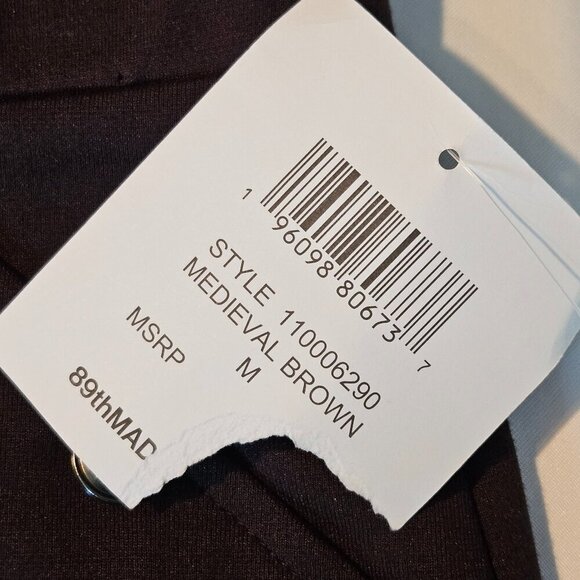 1 96098 80673 7
STYLE 110006290
MEDIEVAL BROWN
M
MSRP
89thMAD